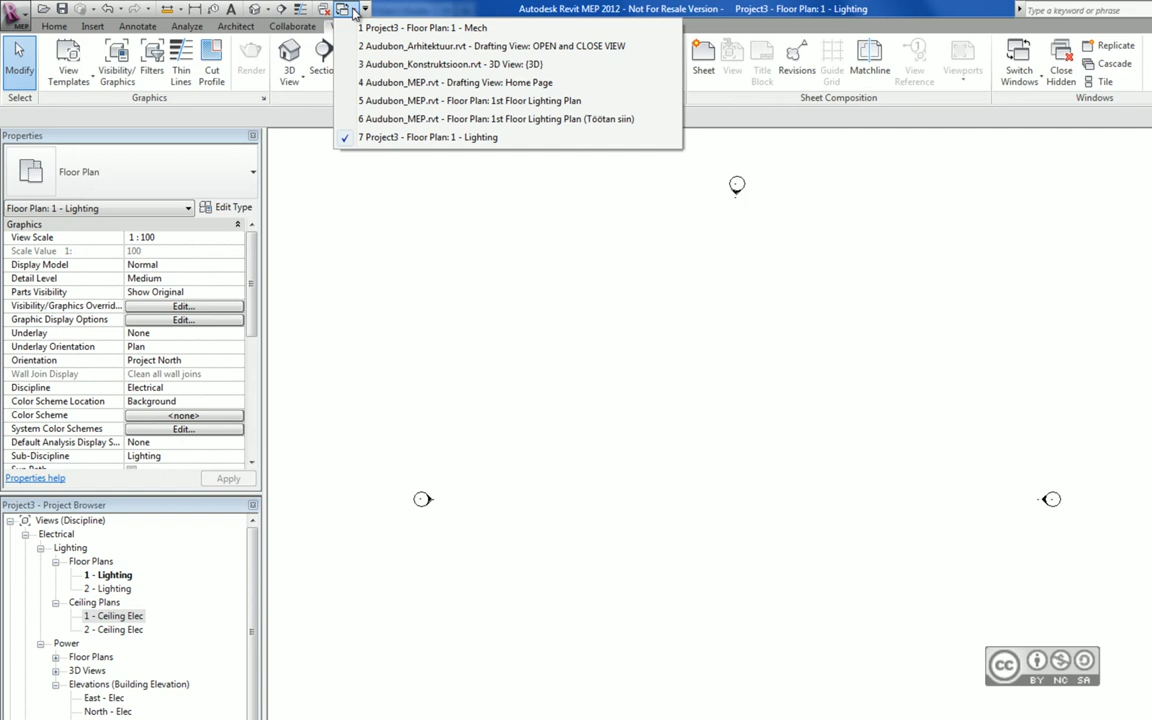 Autodesk Revit MEP 2012 - Not For Resale Version - Project3 - Floor Plan: 1 - Lighting
Type a keyword or phrase
MEP
Home Insert Annotate Analyze Architect Collaborate
1 Project3 - Floor Plan: 1 - Mech
2 Audubon_Arhitektuur.rvt - Drafting View: OPEN and CLOSE VIEW
3 Audubon_Konstruktsioon.rvt - 3D View: {3D}
4 Audubon_MEP.rvt - Drafting View: Home Page
5 Audubon_MEP.rvt - Floor Plan: 1st Floor Lighting Plan
6 Audubon_MEP.rvt - Floor Plan: 1st Floor Lighting Plan (Töötan siin)
7 Project3 - Floor Plan: 1 - Lighting
Modify
View Templates
Visibility/ Graphics
Filters
Thin Lines
Cut Profile
Render
3D View
Sectio
Sheet
View
Title Block
Revisions
Guide Grid
Matchline
View Reference
Viewports
Switch Windows
Close Hidden
Replicate
Cascade
Tile
Select
Graphics
Sheet Composition
Windows
Properties
Floor Plan
Floor Plan: 1 - Lighting
Edit Type
Graphics
View Scale 1 : 100
Scale Value 1: 100
Display Model Normal
Detail Level Medium
Parts Visibility Show Original
Visibility/Graphics Overrid... Edit...
Graphic Display Options Edit...
Underlay None
Underlay Orientation Plan
Orientation Project North
Wall Join Display Clean all wall joins
Discipline Electrical
Color Scheme Location Background
Color Scheme <none>
System Color Schemes Edit...
Default Analysis Display S... None
Sub-Discipline Lighting
Properties help
Apply
Project3 - Project Browser
Views (Discipline)
Electrical
Lighting
Floor Plans
1 - Lighting
2 - Lighting
Ceiling Plans
1 - Ceiling Elec
2 - Ceiling Elec
Power
Floor Plans
3D Views
Elevations (Building Elevation)
East - Elec
North - Elec
cc
BY NC SA